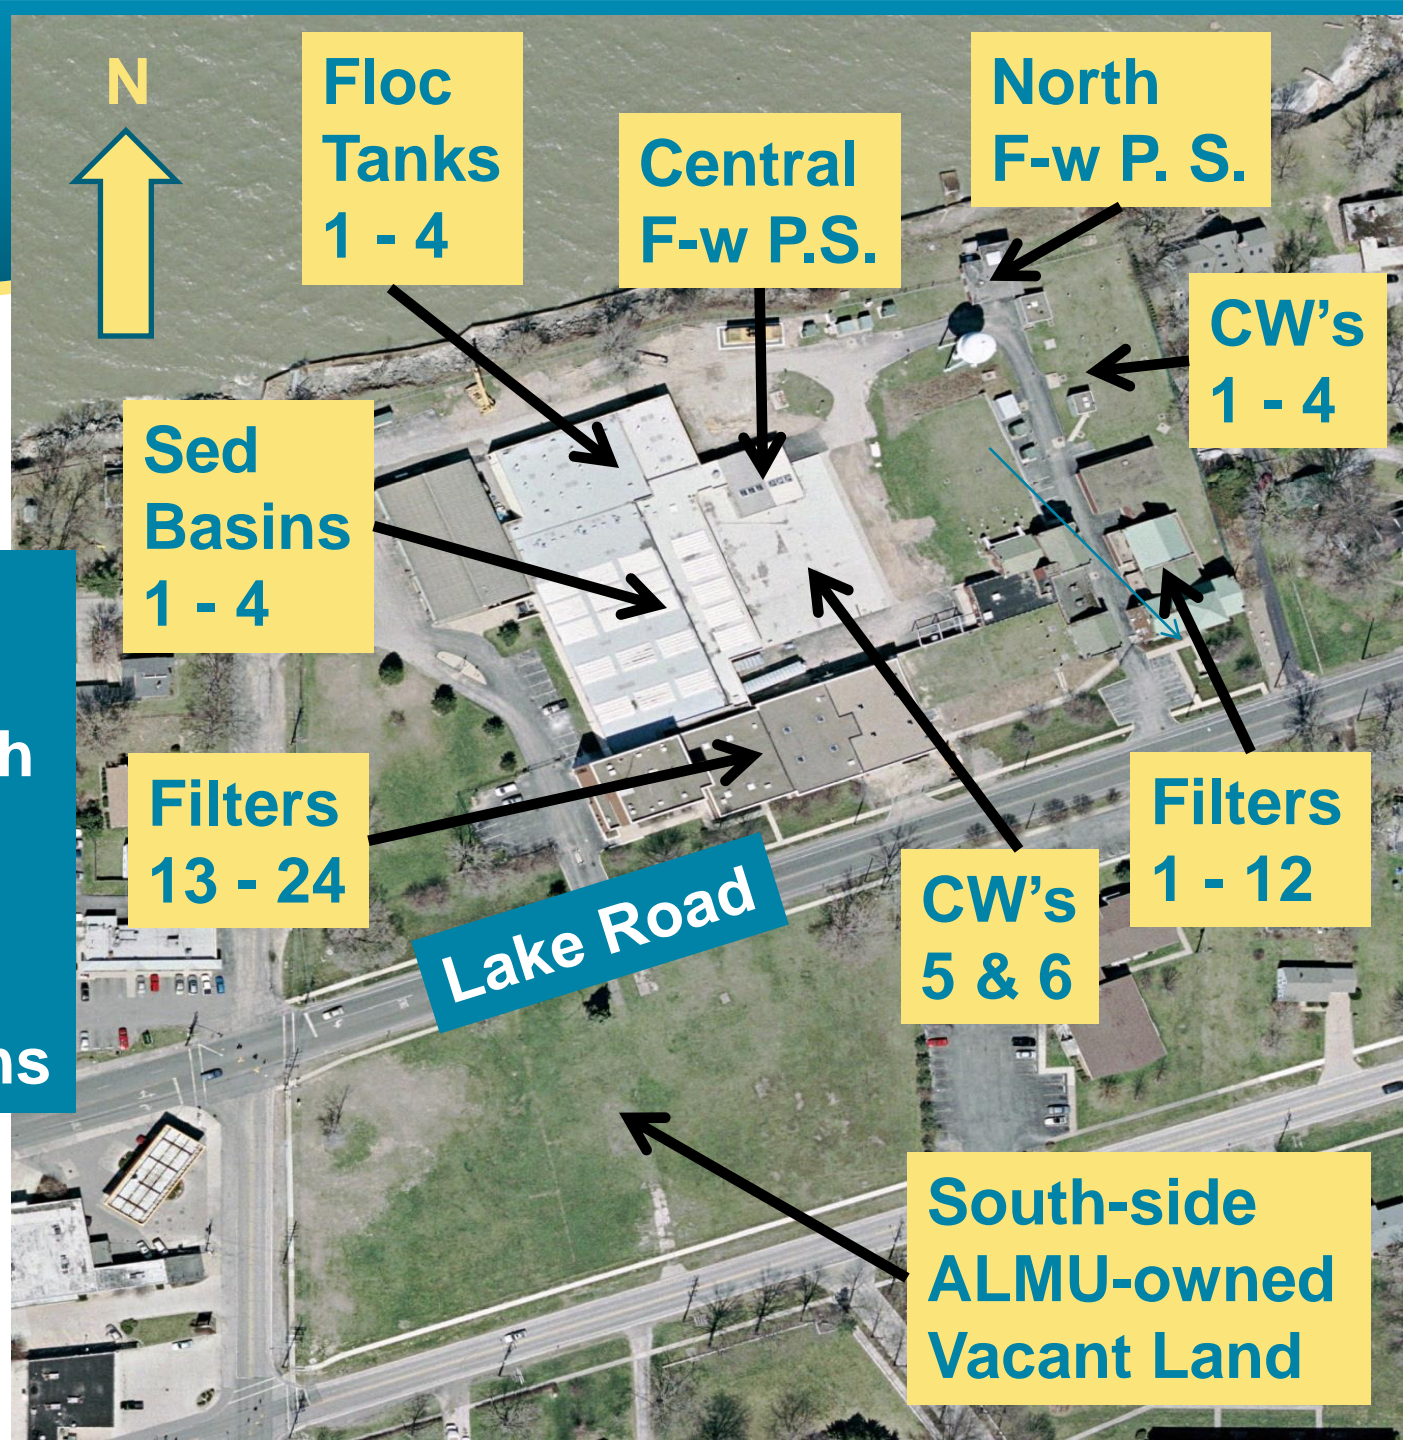 N
Floc
Tanks
1 - 4
Central
F-w P.S.
North
F-w P. S.
CW’s
1 - 4
Sed
Basins
1 - 4
Filters
13 - 24
Lake Road
CW’s
5 & 6
Filters
1 - 12
South-side
ALMU-owned
Vacant Land